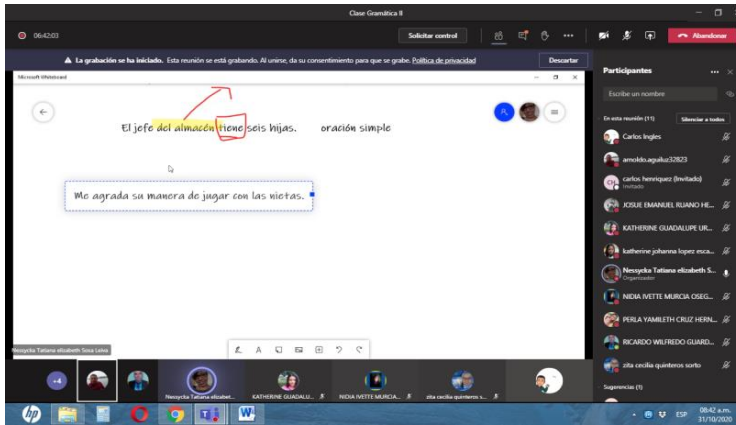 Clase Gramática II
06:42:03
Solicitar control
Abandonar
La grabación se ha iniciado. Esta reunión se está grabando. Al unirse, da su consentimiento para que se grabe. Política de privacidad
Descartar
Microsoft Whiteboard
El jefe del almacén tiene seis hijas. oración simple
Me agrada su manera de jugar con las nietas.
Nessycka Tatiana elizabeth Sosa Leiva
+4
Nessycka Tatiana elizabet...
KATHERINE GUADALU...
NIDIA IVETTE MURCIA...
zita cecilia quinteros s...
Participantes
Escribe un nombre
En esta reunión (11)
Silenciar a todos
Carlos Ingles
arnoldo.aguiluz32823
CH
carlos henriquez (Invitado)
Invitado
JOSUE EMANUEL RUANO HE...
KATHERINE GUADALUPE UR...
katherine johanna lopez esca...
Nessycka Tatiana elizabeth S...
Organizador
NIDIA IVETTE MURCIA OSEG...
PERLA YAMILETH CRUZ HERN...
RICARDO WILFREDO GUARD...
zita cecilia quinteros sorto
Sugerencias (1)
hp
W
ESP
08:42 a.m.
31/10/2020